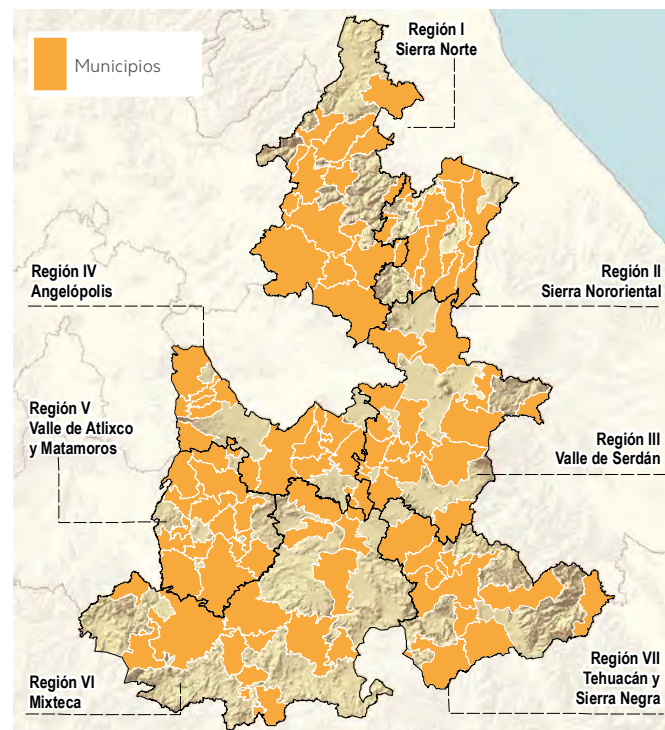 Región I
Sierra Norte
Municipios
Región IV
Angelópolis
Región II
Sierra Nororiental
Región V
Valle de Atlixco
y Matamoros
Región III
Valle de Serdán
Región VI
Mixteca
Región VII
Tehuacán y
Sierra Negra